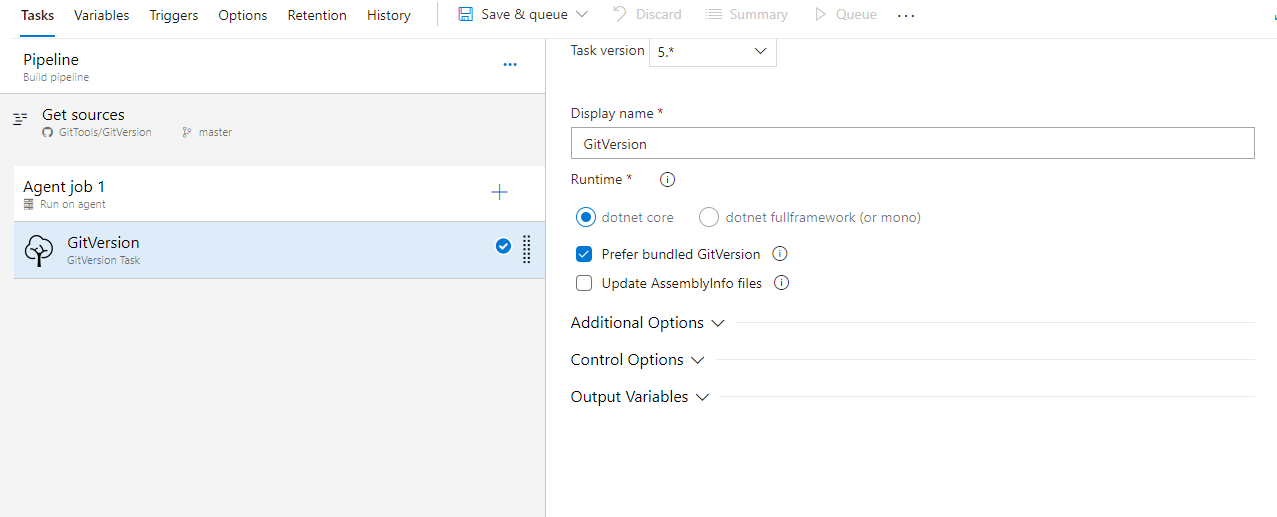 Tasks Variables Triggers Options Retention History Save & queue Discard Summary Queue ...
Pipeline
Build pipeline
Get sources
GitTools/GitVersion master
Agent job 1
Run on agent
GitVersion
GitVersion Task
Task version 5.*
Display name *
GitVersion
Runtime *
dotnet core dotnet fullframework (or mono)
Prefer bundled GitVersion
Update AssemblyInfo files
Additional Options
Control Options
Output Variables